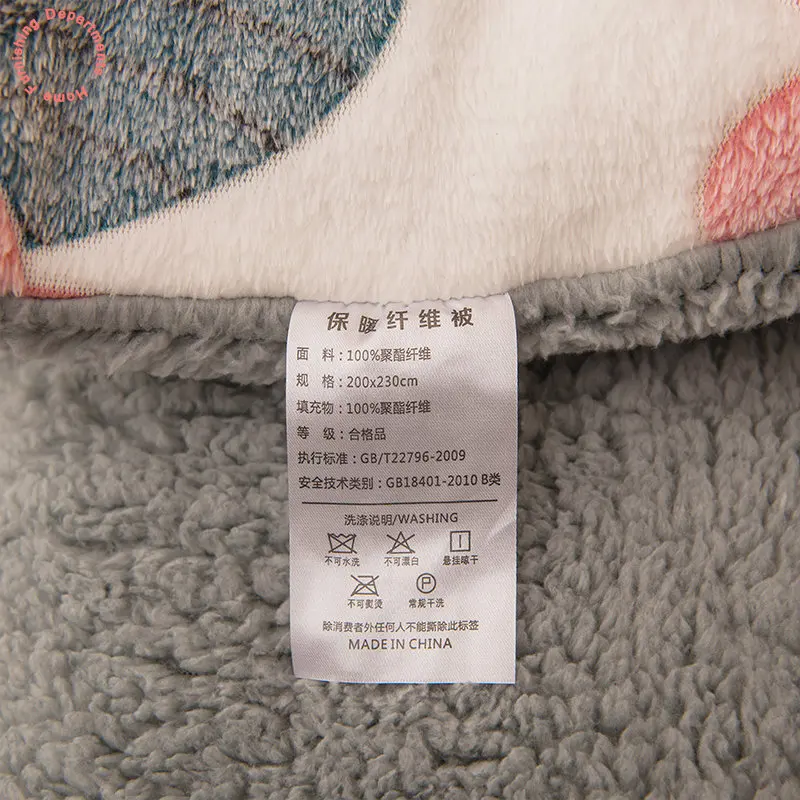 Home Furnishing Department
保暖纤维被
面 料：100%聚酯纤维
规 格：200x230cm
填充物：100%聚酯纤维
等 级：合格品
执行标准：GB/T22796-2009
安全技术类别：GB18401-2010 B类
洗涤说明/WASHING
不可水洗 不可漂白 悬挂晾干
不可熨烫 P 常规干洗
除消费者外任何人不能撕除此标签
MADE IN CHINA